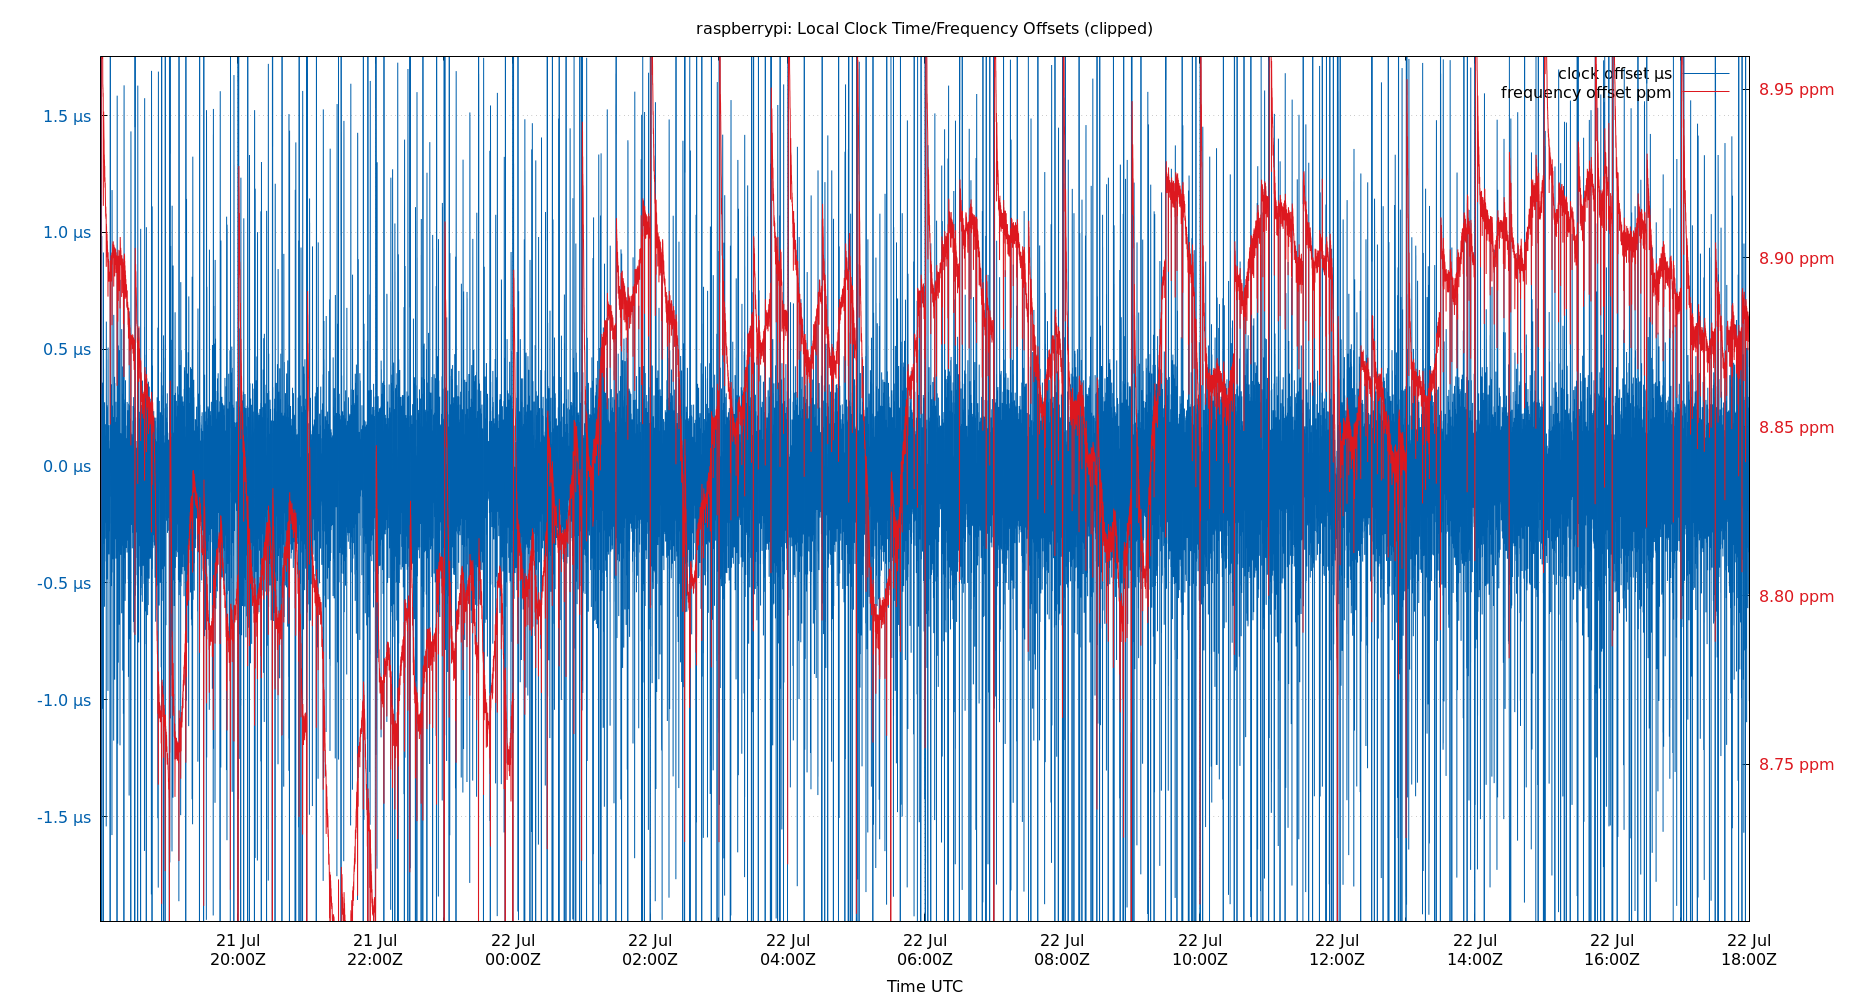 raspberrypi: Local Clock Time/Frequency Offsets (clipped)
clock offset µs
frequency offset ppm
1.5 µs
1.0 µs
0.5 µs
0.0 µs
-0.5 µs
-1.0 µs
-1.5 µs
8.95 ppm
8.90 ppm
8.85 ppm
8.80 ppm
8.75 ppm
21 Jul
20:00Z
21 Jul
22:00Z
22 Jul
00:00Z
22 Jul
02:00Z
22 Jul
04:00Z
22 Jul
06:00Z
22 Jul
08:00Z
22 Jul
10:00Z
22 Jul
12:00Z
22 Jul
14:00Z
22 Jul
16:00Z
22 Jul
18:00Z
Time UTC